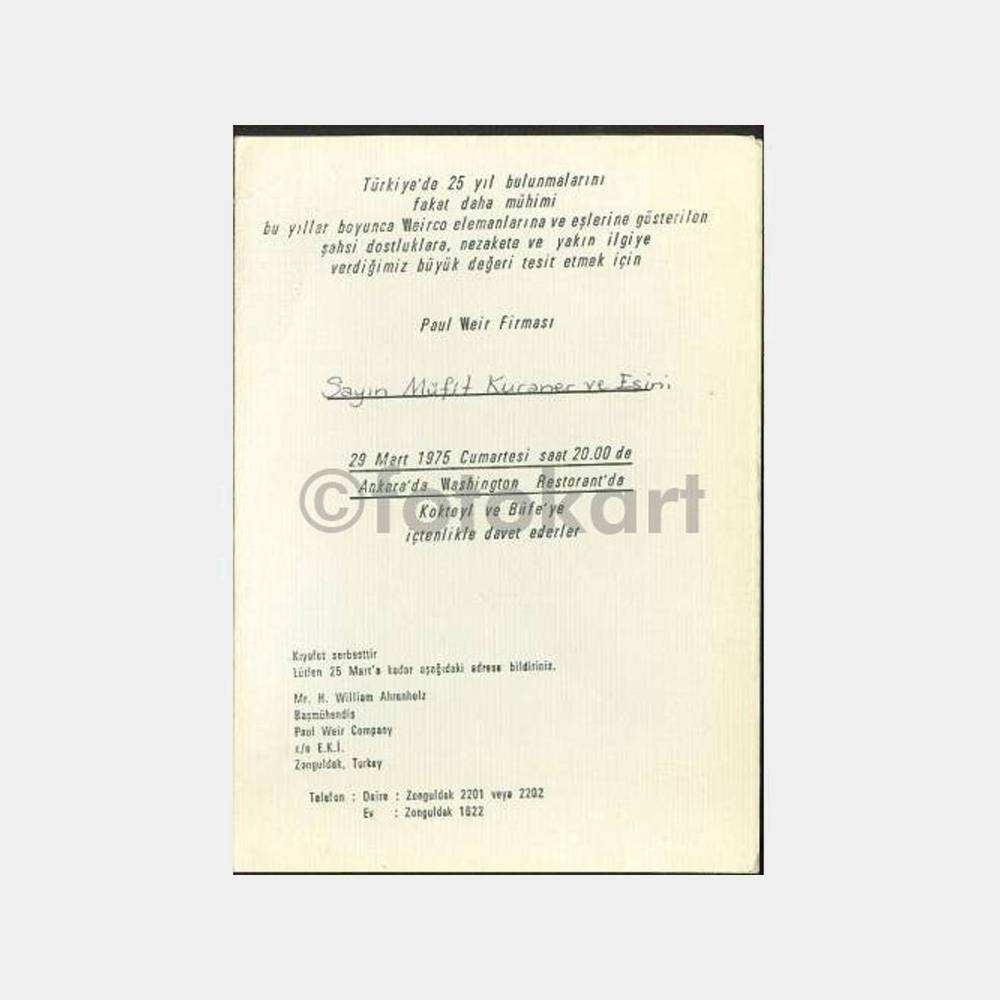 Türkiye'de 25 yıl bulunmalarını
fakat daha mühimi
bu yıllar boyunca Weirco elemanlarına ve eşlerine gösterilen
şahsi dostluklara, nezakete ve yakın ilgiye
verdiğimiz büyük değeri tesit etmek için
Paul Weir Firması
Sayın Müfit Kuraner ve Eşini.
29 Mart 1975 Cumartesi saat 20.00 de
Ankara'da Washington Restorant'da
©fotokart
Kokteyl ve Büfe'ye
içtenlikle davet ederler
Kıyafet serbesttir
Lütfen 25 Mart'a kadar aşağıdaki adrese bildiriniz.
Mr. H. William Ahrenholz
Başmühendis
Paul Weir Company
c/o E.K.İ.
Zonguldak, Turkey
Telefon : Daire : Zonguldak 2201 veya 2202
Ev : Zonguldak 1622